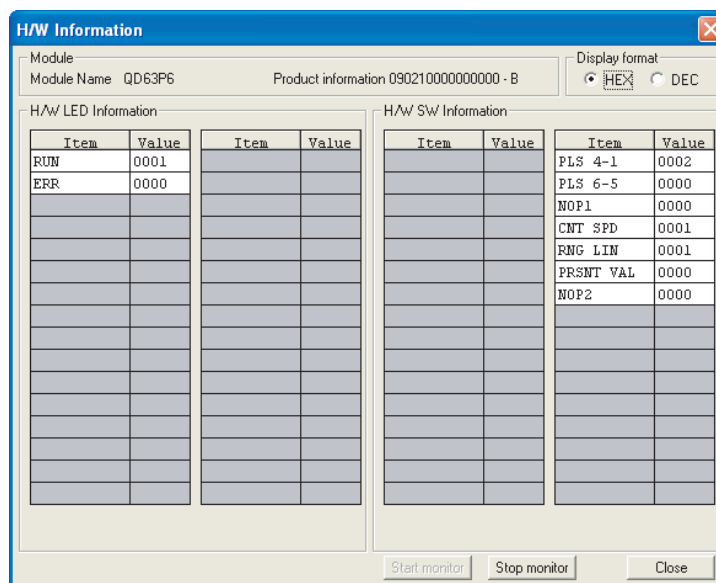 H/W Information
Module
Display format
Module Name QD63P6 Product information 090210000000000 - B
HEX DEC
H/W LED Information
H/W SW Information
Item Value Item Value Item Value Item Value
RUN 0001 PLS 4-1 0002
ERR 0000 PLS 6-5 0000
NOP1 0000
CNT SPD 0001
RNG LIN 0001
PRSNT VAL 0000
NOP2 0000
Start monitor Stop monitor Close